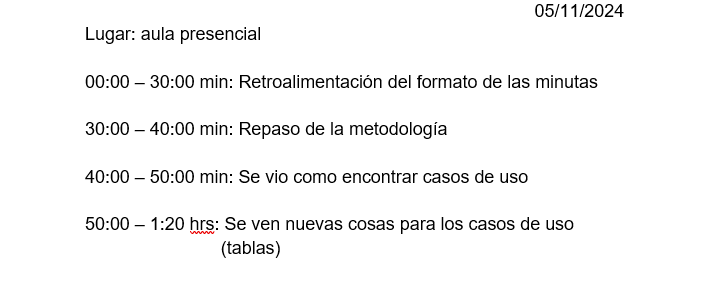 05/11/2024
Lugar: aula presencial
00:00 – 30:00 min: Retroalimentación del formato de las minutas
30:00 – 40:00 min: Repaso de la metodología
40:00 – 50:00 min: Se vio como encontrar casos de uso
50:00 – 1:20 hrs: Se ven nuevas cosas para los casos de uso
(tablas)